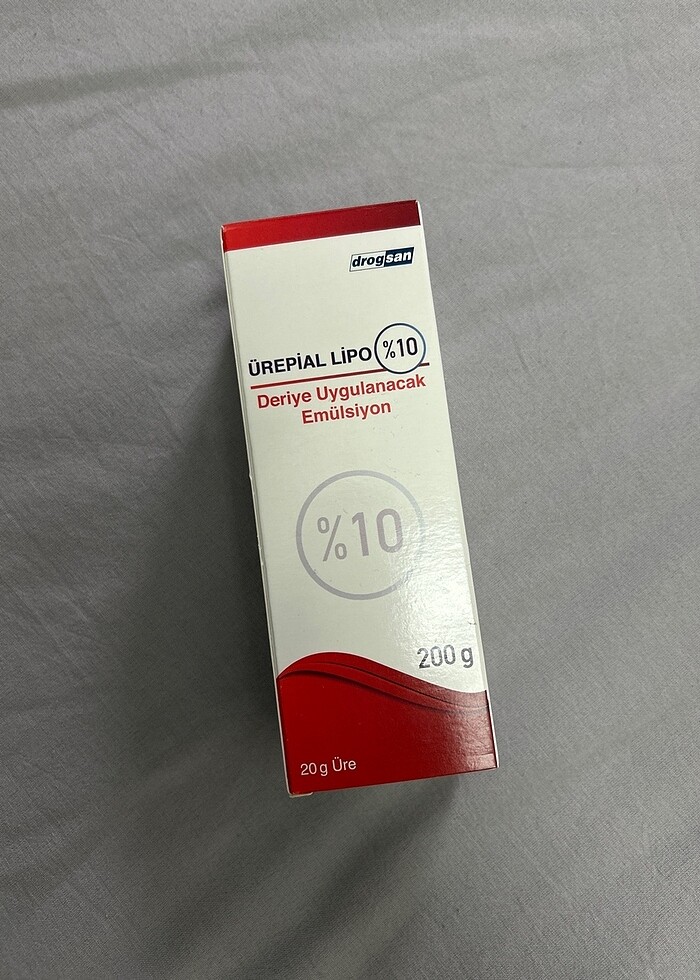 drogsan
ÜREPİAL LİPO %10
Deriye Uygulanacak
Emülsiyon
%10
200 g
20 g Üre